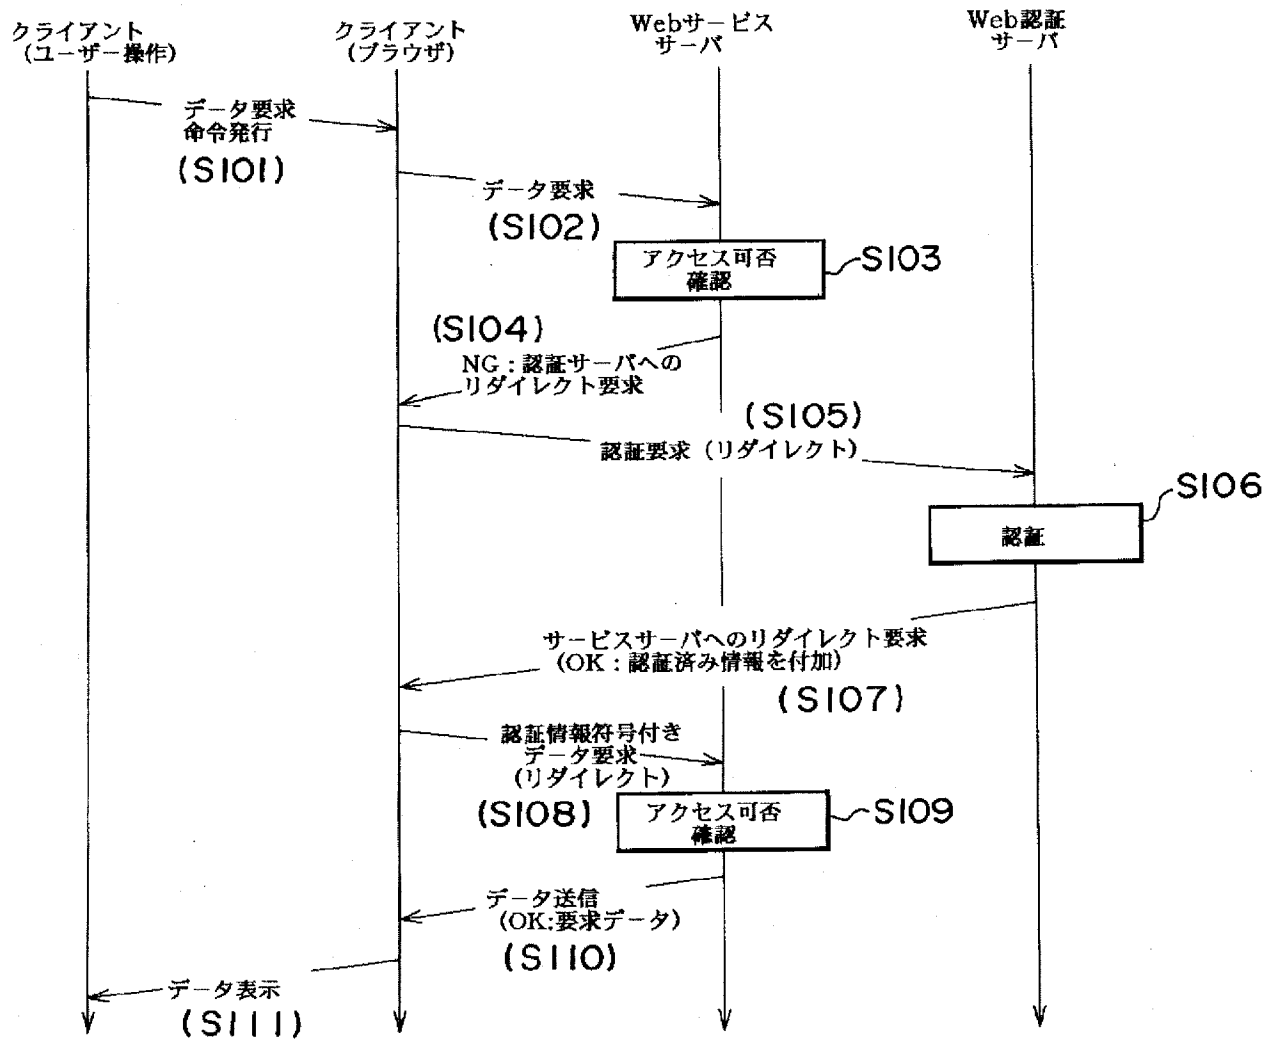 クライアント
(ユーザー操作)
クライアント
(ブラウザ)
Webサービス
サーバ
Web認証
サーバ
データ要求
命令発行
(S101)
データ要求
(S102)
アクセス可否
確認
S103
(S104)
NG：認証サーバへの
リダイレクト要求
(S105)
認証要求（リダイレクト）
S106
認証
サービスサーバへのリダイレクト要求
(OK：認証済み情報を付加)
(S107)
認証情報符号付き
データ要求
(リダイレクト)
(S108)
アクセス可否
確認
S109
データ送信
(OK:要求データ)
(S110)
データ表示
(S111)